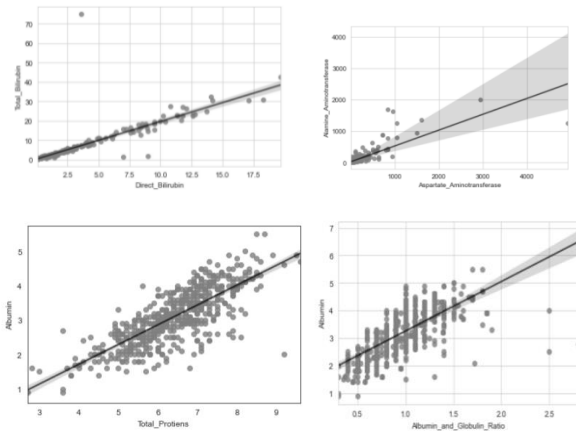 70
60
50
40
30
20
10
0
Total_Bilirubin
2.5 5.0 7.5 10.0 12.5 15.0 17.5
Direct_Bilirubin
4000
3000
2000
1000
0
Alamine_Aminotransferase
1000 2000 3000 4000
Aspartate_Aminotransferase
5
4
3
2
1
Albumin
3 4 5 6 7 8 9
Total_Protiens
7
6
5
4
3
2
1
Albumin
0.5 1.0 1.5 2.0 2.5
Albumin_and_Globulin_Ratio